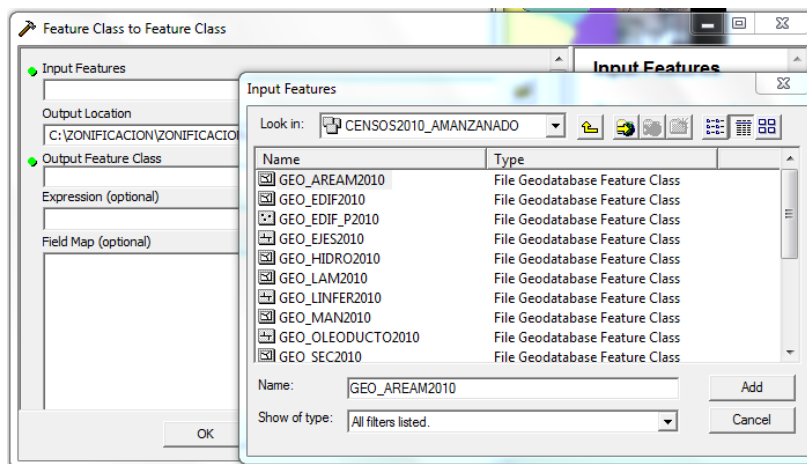 Feature Class to Feature Class
Input Features
Output Location
C:\ZONIFICACION\ZONIFICACION
Output Feature Class
Expression (optional)
Field Map (optional)
OK
Input Features
Input Features
Look in: CENSOS2010_AMANZANADO
Name Type
GEO_AREAM2010 File Geodatabase Feature Class
GEO_EDIF2010 File Geodatabase Feature Class
GEO_EDIF_P2010 File Geodatabase Feature Class
GEO_EJES2010 File Geodatabase Feature Class
GEO_HIDRO2010 File Geodatabase Feature Class
GEO_LAM2010 File Geodatabase Feature Class
GEO_LINFER2010 File Geodatabase Feature Class
GEO_MAN2010 File Geodatabase Feature Class
GEO_OLEODUCTO2010 File Geodatabase Feature Class
GEO_SEC2010 File Geodatabase Feature Class
Name: GEO_AREAM2010 Add
Show of type: All filters listed. Cancel